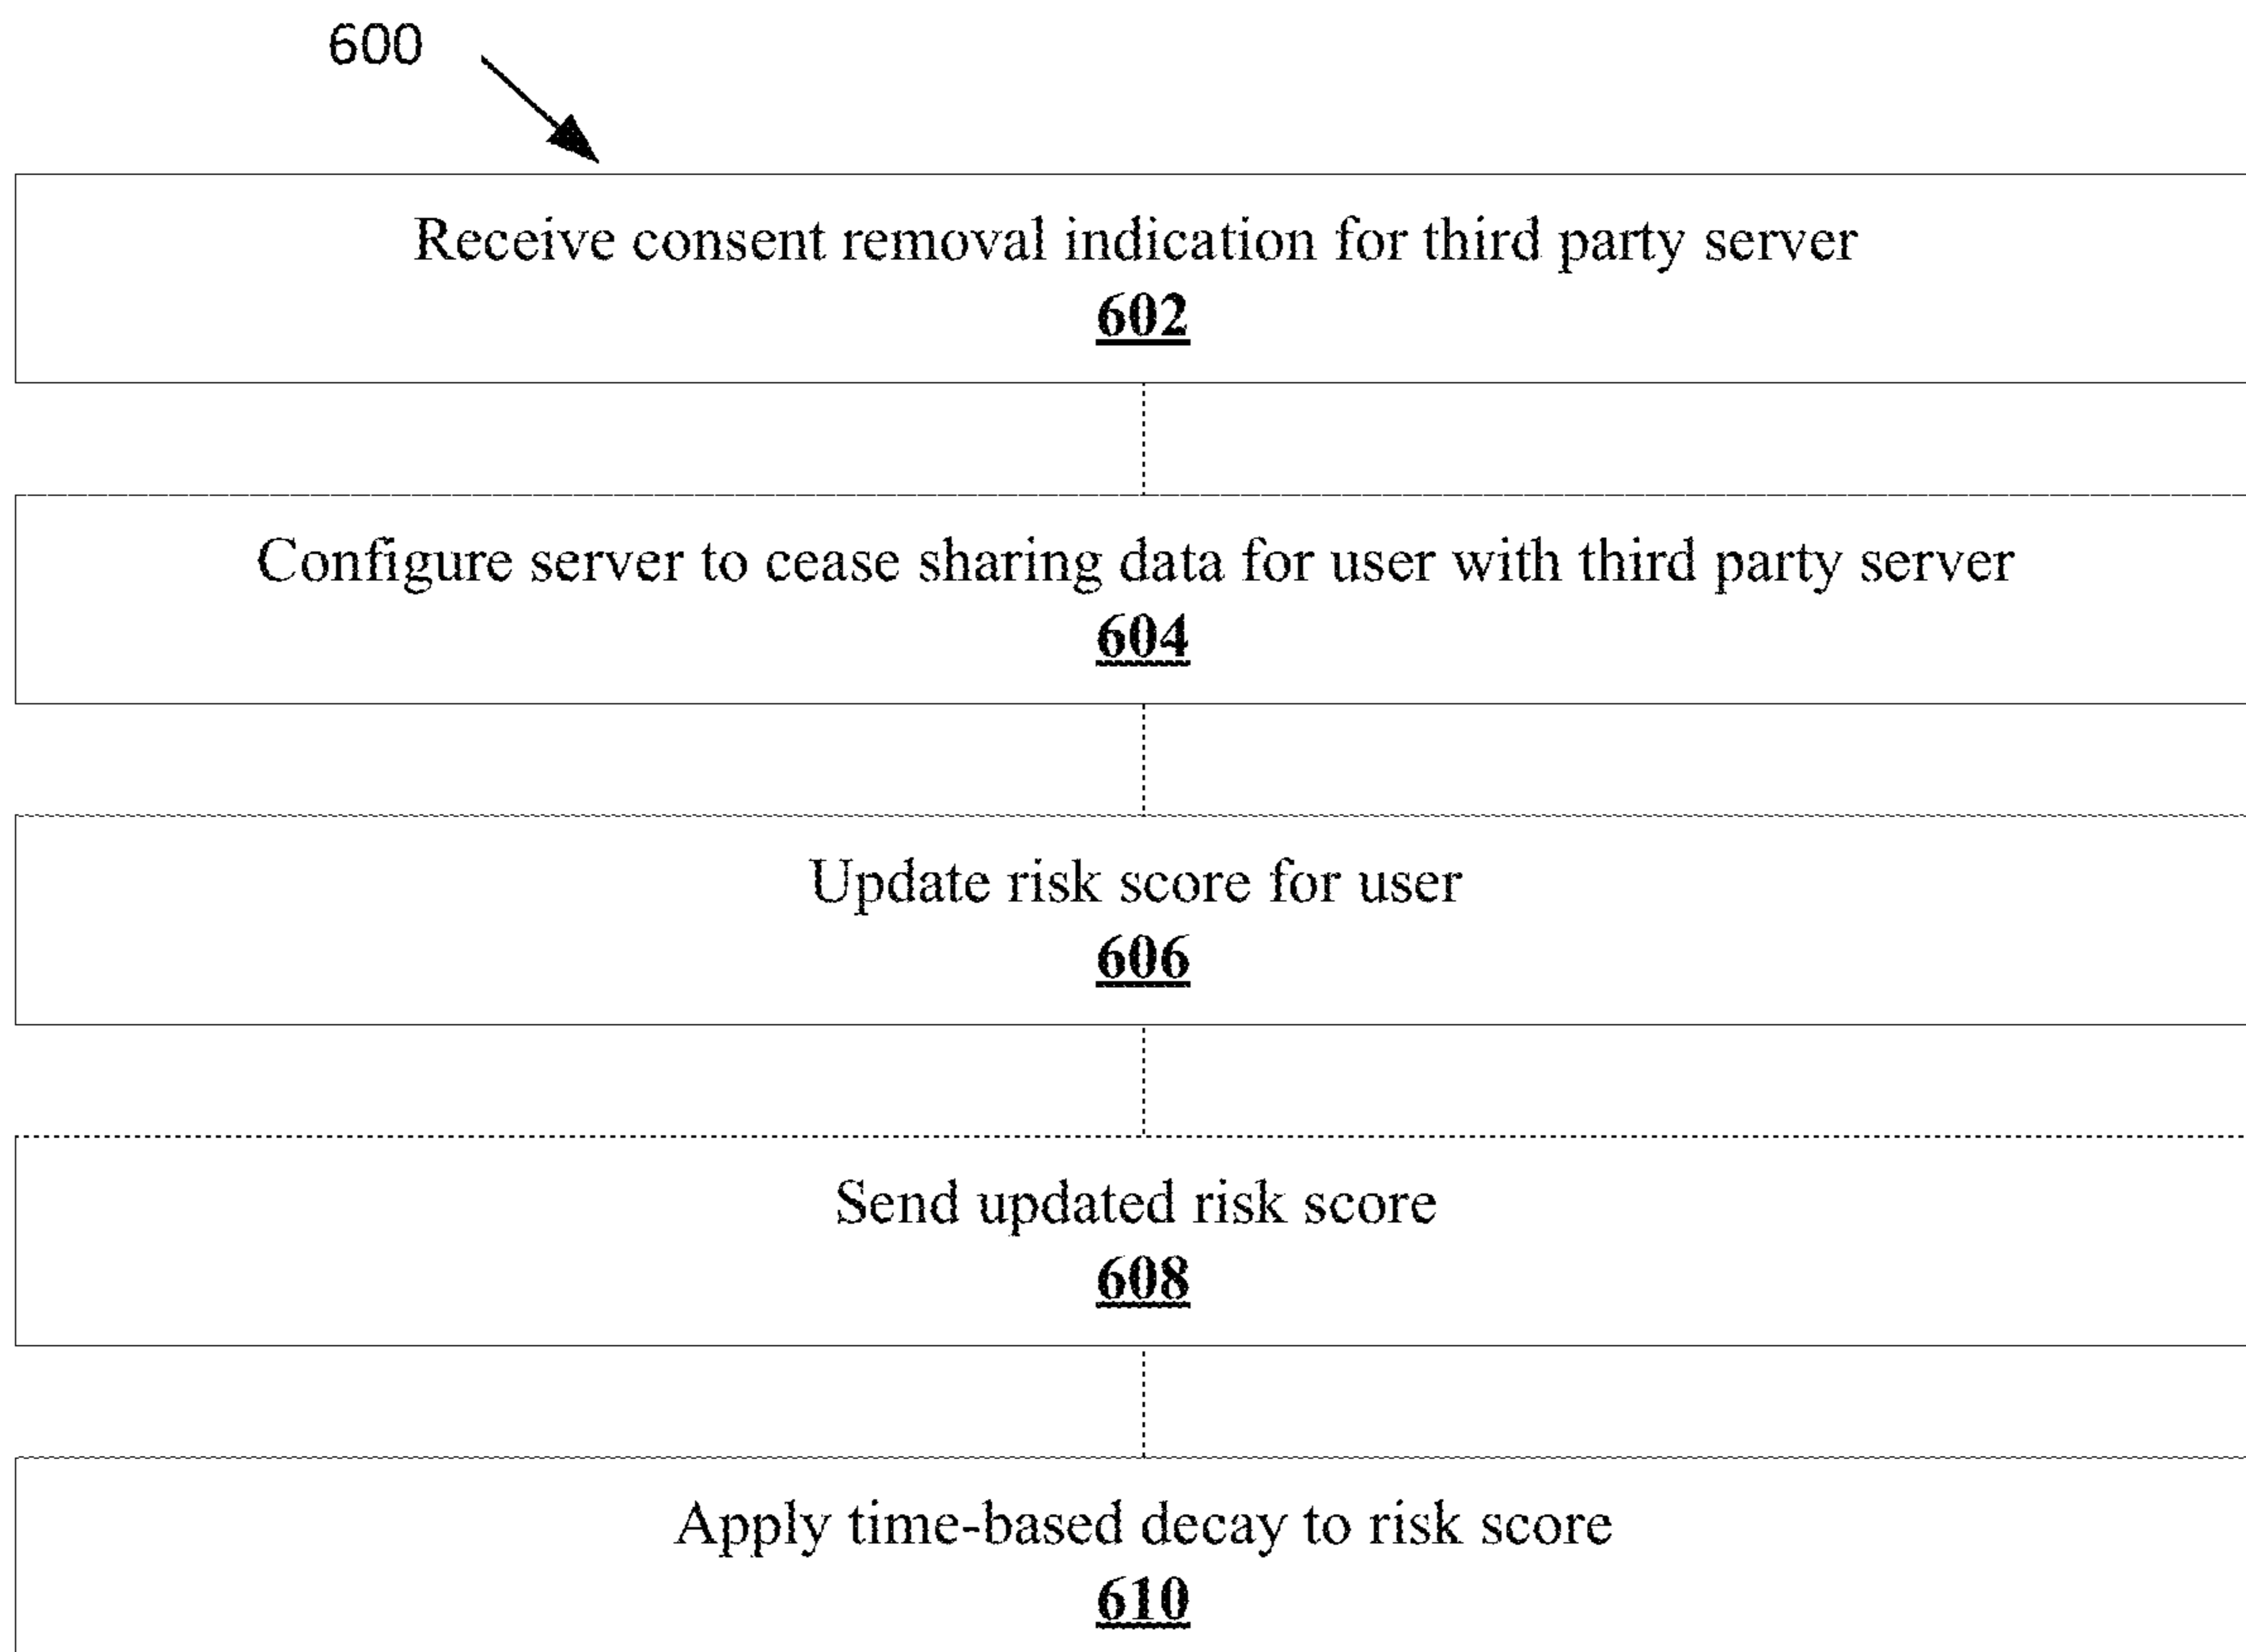 600
Receive consent removal indication for third party server
602
Configure server to cease sharing data for user with third party server
604
Update risk score for user
606
Send updated risk score
608
Apply time-based decay to risk score
610